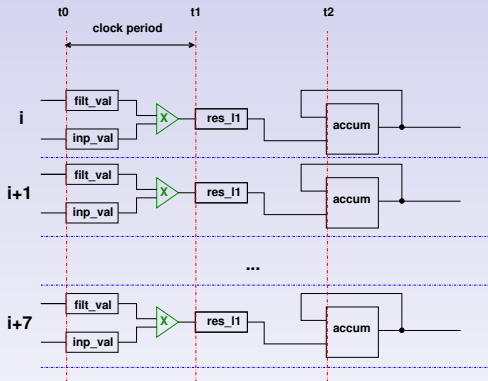 t0 t1 t2
clock period
filt_val
i X res_l1 accum
inp_val
filt_val
i+1 X res_l1 accum
inp_val
...
filt_val
i+7 X res_l1 accum
inp_val